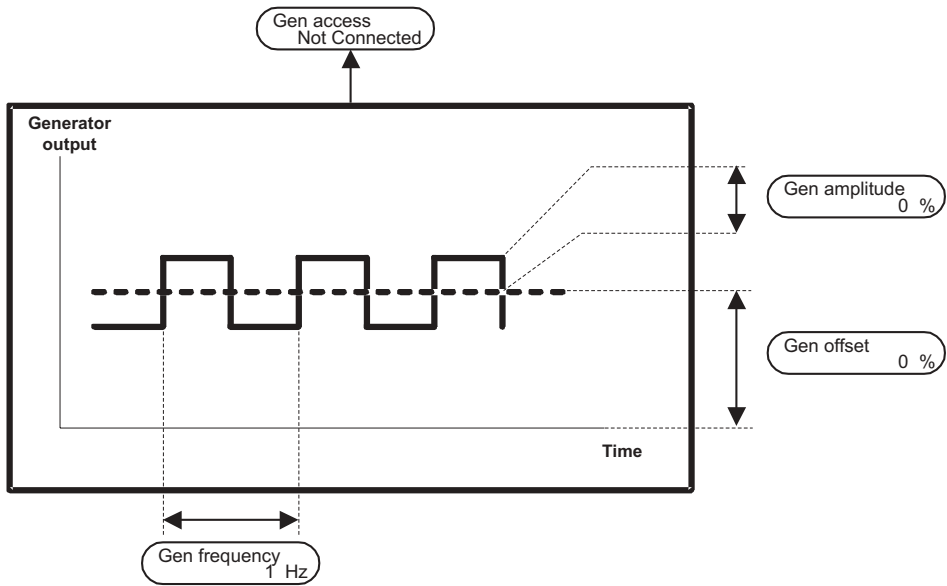 Gen access
Not Connected
Generator
output
Gen amplitude
0 %
Gen offset
0 %
Time
Gen frequency
1 Hz